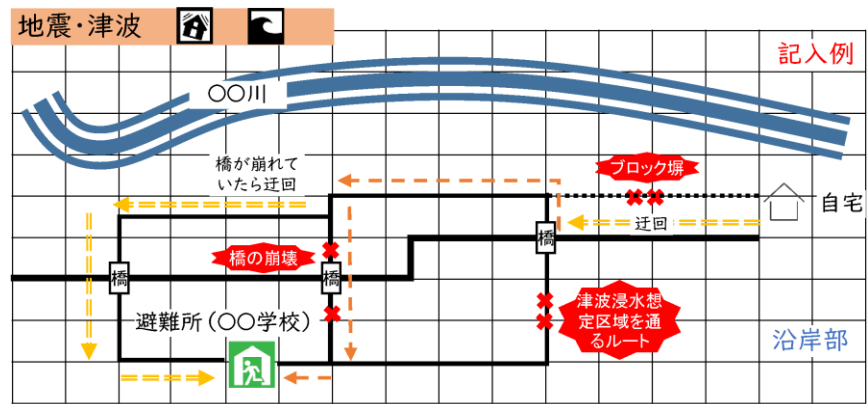 地震・津波
記入例
〇〇川
橋が崩れて
いたら迂回
ブロック塀
自宅
迂回
橋
橋の崩壊
橋
橋
津波浸水想
定区域を通
るルート
避難所(〇〇学校)
沿岸部